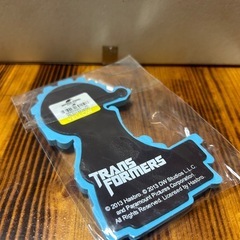 TRANS
FORMERS
© 2013 Hasbro. © 2013 DW Studios L.L.C.
and Paramount Pictures Corporation.
All Rights Reserved. Licensed by Hasbro.